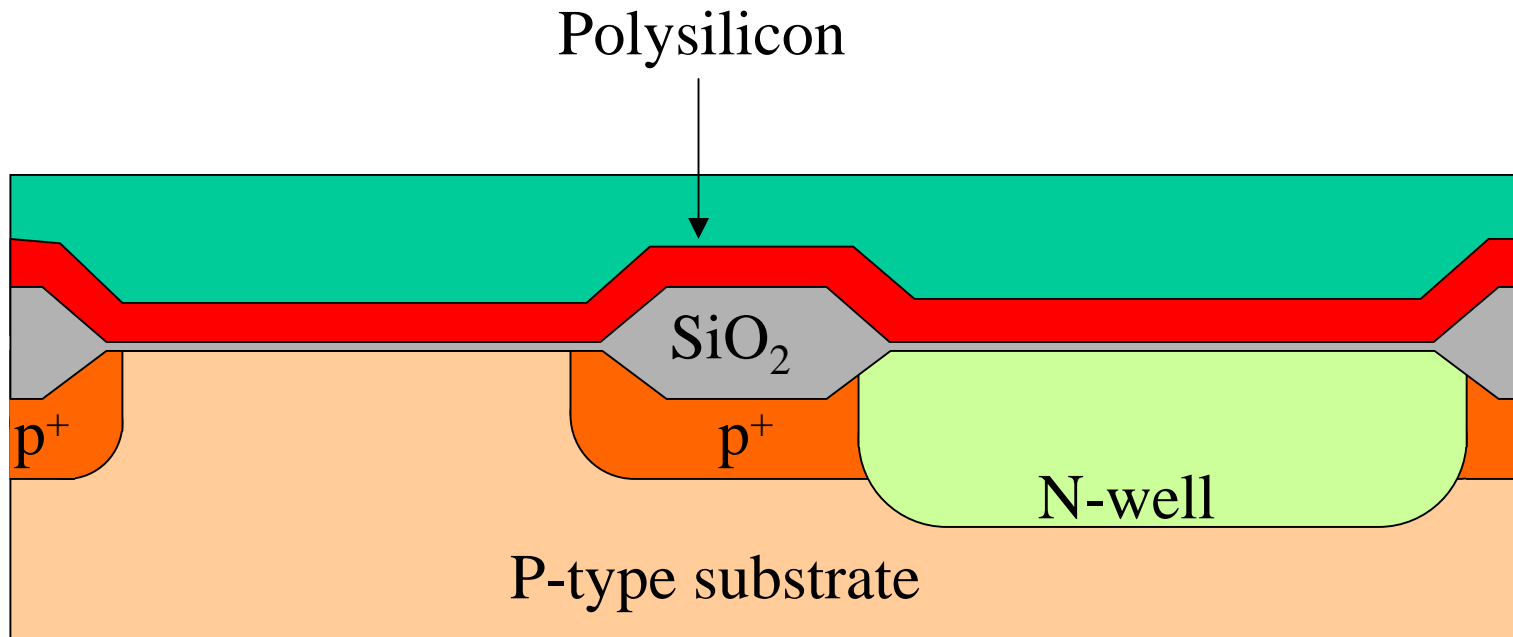 Polysilicon
SiO₂
p⁺
p⁺
N-well
P-type substrate